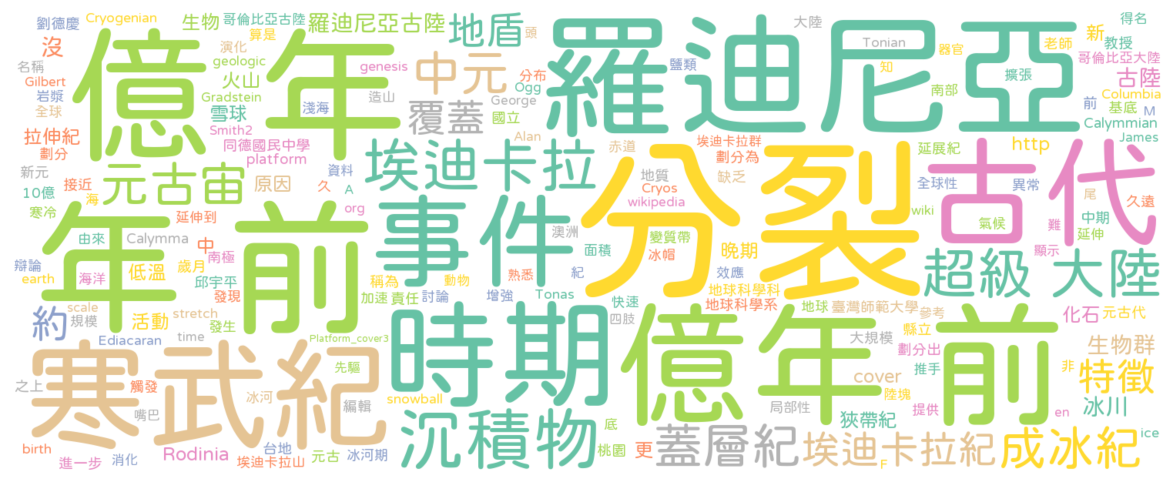 劉德慶 Cryogenian 生物 哥倫比亞古陸 羅迪尼亞古陸 地盾 大陸 得名
沒 算是 演化 頭 Tonian 器官 老師 新 教授
億 年 中元 羅迪尼亞 鹽類 知 擴張 哥倫比亞大陸
名稱 geologic 火山 genesis 分布 Ogg 南部 古陸
Gilbert Gradstein 造山 覆蓋 George 前 基底 Columbia M
岩漿 全球 雪球 淺海 國立 Calymmian
拉伸紀 Smith2 同德國民中學 Alan 赤道 埃迪卡拉群 延展紀 James
劃分 platform 埃迪卡拉 地質 缺乏 劃分為 http
新元 元古宙 原因 資料 Cryos 分裂 全球性 異常 古代
10億 接近 久 A wikipedia 尾 久遠
寒冷 海 延伸到 org 事件 澳洲 wiki 氣候 難 中期 延伸
年前 由來 Calymma 中 南極 變質帶 冰帽 晚期 顯示
辯論 海洋 低溫 歲月 邱宇平 稱為 動物 熟悉 面積 紀 效應 超級 大陸
earth 發現 加速 責任 討論 增強 Tonas 快速 地球科學科 地球科學系 地球 臺灣師範大學 參考 元古代
約 scale 規模 活動 stretch 發生 四肢 縣立 化石
Ediacaran time Platform_cover3 時期 億年前 大規模 劃分出 生物群
寒武紀 先驅 推手 非 特徵
之上 觸發 冰河 snowball 局部性 陸塊 cover 提供 冰川
嘴巴 編輯 沉積物 底 狹帶紀 en
birth Rodinia 台地 元古 桃園 更 蓋層紀 埃迪卡拉紀 成冰紀 ice
進一步 消化 埃迪卡拉山 冰河期 F